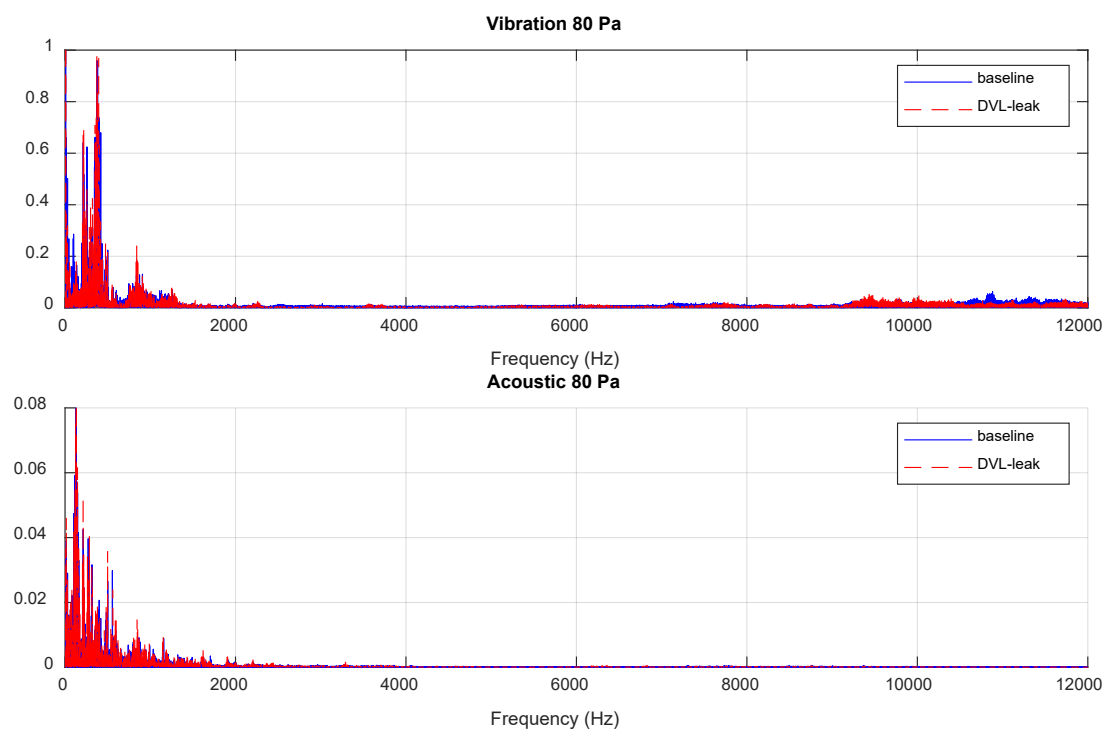 Vibration 80 Pa
1
0.8
0.6
0.4
0.2
0
0 2000 4000 6000 8000 10000 12000
baseline
DVL-leak
Frequency (Hz)
Acoustic 80 Pa
0.08
0.06
0.04
0.02
0
0 2000 4000 6000 8000 10000 12000
baseline
DVL-leak
Frequency (Hz)